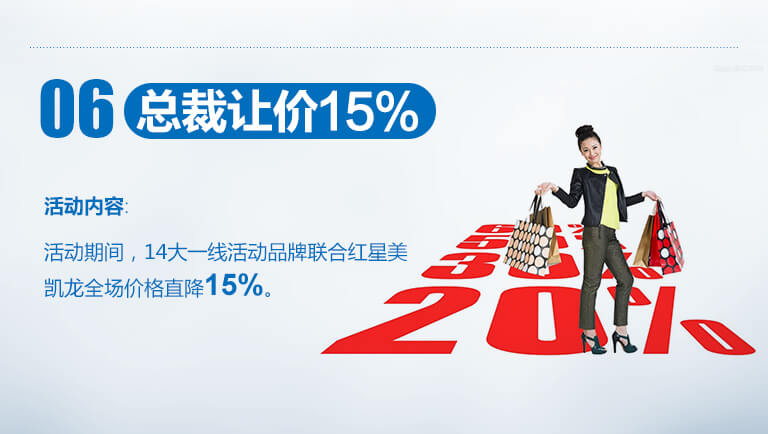 06 总裁让价15%
活动内容:
活动期间，14大一线活动品牌联合红星美
凯龙全场价格直降15%。
30%
20%